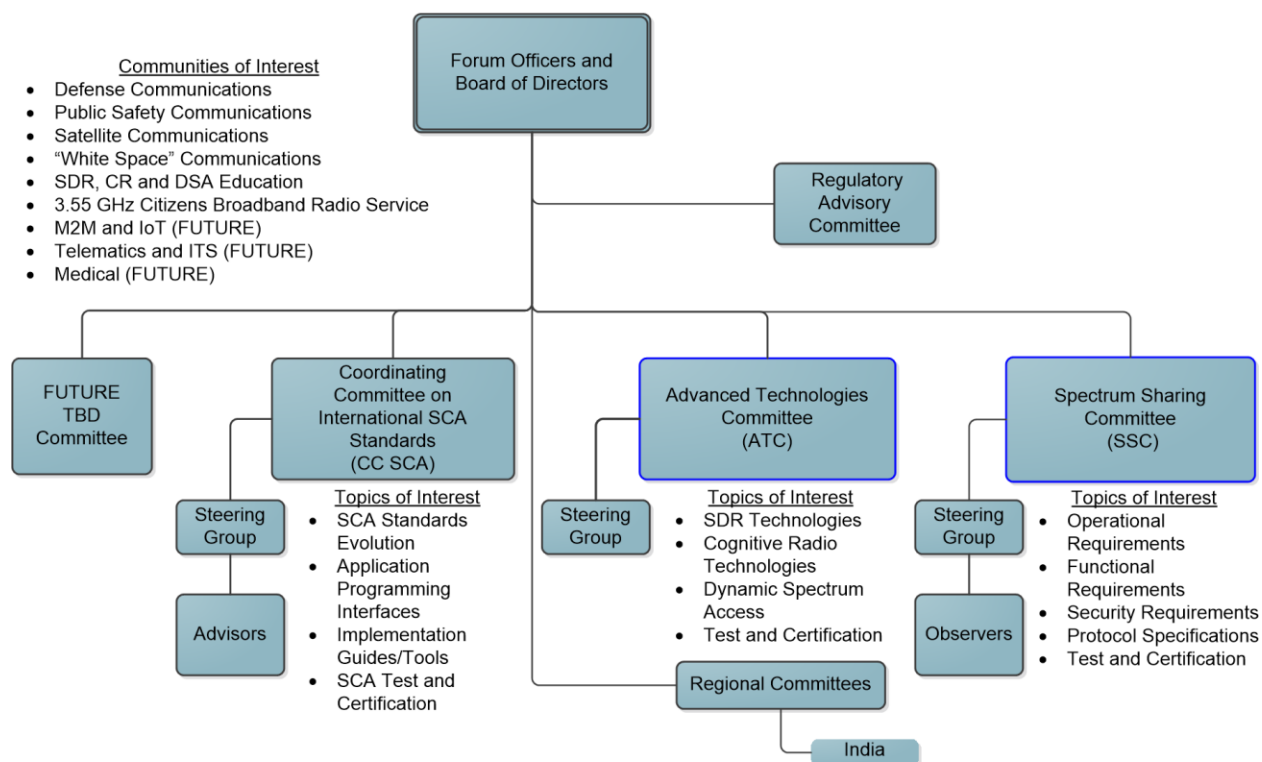 Forum Officers and
Board of Directors
Communities of Interest
• Defense Communications
• Public Safety Communications
• Satellite Communications
• “White Space” Communications
• SDR, CR and DSA Education
• 3.55 GHz Citizens Broadband Radio Service
• M2M and IoT (FUTURE)
• Telematics and ITS (FUTURE)
• Medical (FUTURE)
Regulatory
Advisory
Committee
FUTURE
TBD
Committee
Coordinating
Committee on
International SCA
Standards
(CC SCA)
Steering
Group
Advisors
Topics of Interest
• SCA Standards
Evolution
• Application
Programming
Interfaces
• Implementation
Guides/Tools
• SCA Test and
Certification
Advanced Technologies
Committee
(ATC)
Steering
Group
Topics of Interest
• SDR Technologies
• Cognitive Radio
Technologies
• Dynamic Spectrum
Access
• Test and Certification
Spectrum Sharing
Committee
(SSC)
Steering
Group
Observers
Topics of Interest
• Operational
Requirements
• Functional
Requirements
• Security Requirements
• Protocol Specifications
• Test and Certification
Regional Committees
India